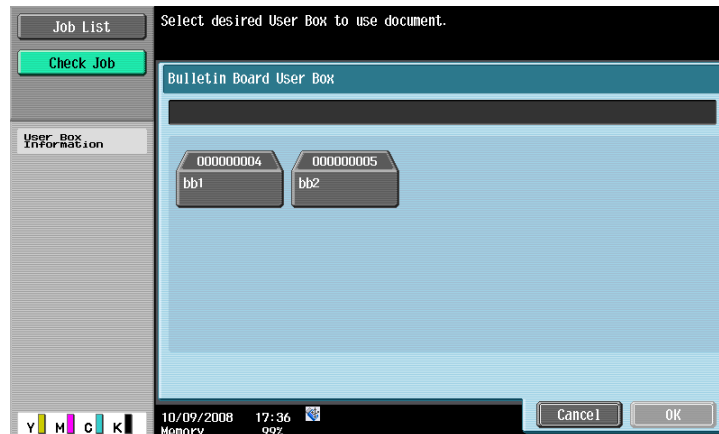 Job List
Select desired User Box to use document.
Check Job
Bulletin Board User Box
User Box
Information
000000004
000000005
bb1
bb2
Cancel
OK
Y M C K
10/09/2008 17:36
Memory 99%